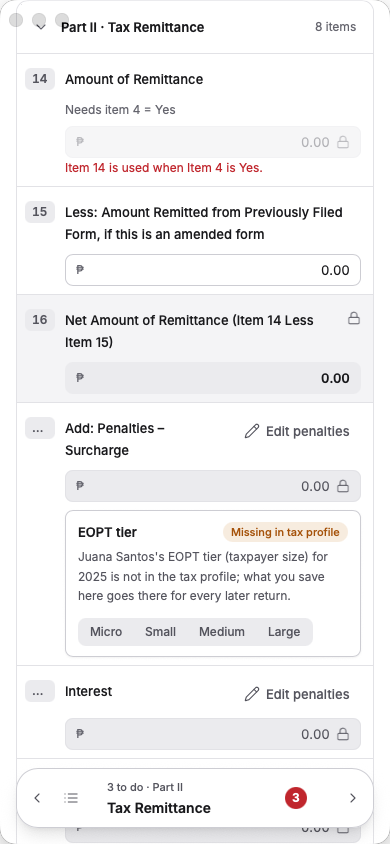 Part II · Tax Remittance
8 items
14
Amount of Remittance
Needs item 4 = Yes
₱ 0.00
Item 14 is used when Item 4 is Yes.
15
Less: Amount Remitted from Previously Filed
Form, if this is an amended form
₱ 0.00
16
Net Amount of Remittance (Item 14 Less
Item 15)
₱ 0.00
...
Add: Penalties –
Surcharge
Edit penalties
₱ 0.00
EOPT tier
Missing in tax profile
Juana Santos's EOPT tier (taxpayer size) for
2025 is not in the tax profile; what you save
here goes there for every later return.
Micro Small Medium Large
...
Interest
Edit penalties
₱ 0.00
3 to do · Part II
Tax Remittance
3
₱ 0.00